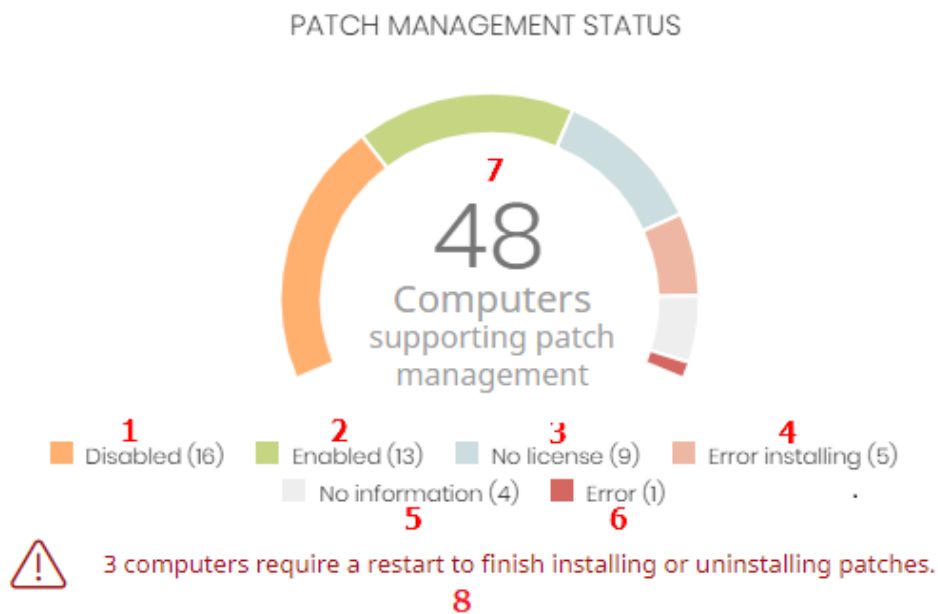 PATCH MANAGEMENT STATUS
7
48
Computers
supporting patch
management
1 2 3 4
Disabled (16) Enabled (13) No license (9) Error installing (5)
No information (4) Error (1) .
5 6
3 computers require a restart to finish installing or uninstalling patches.
8